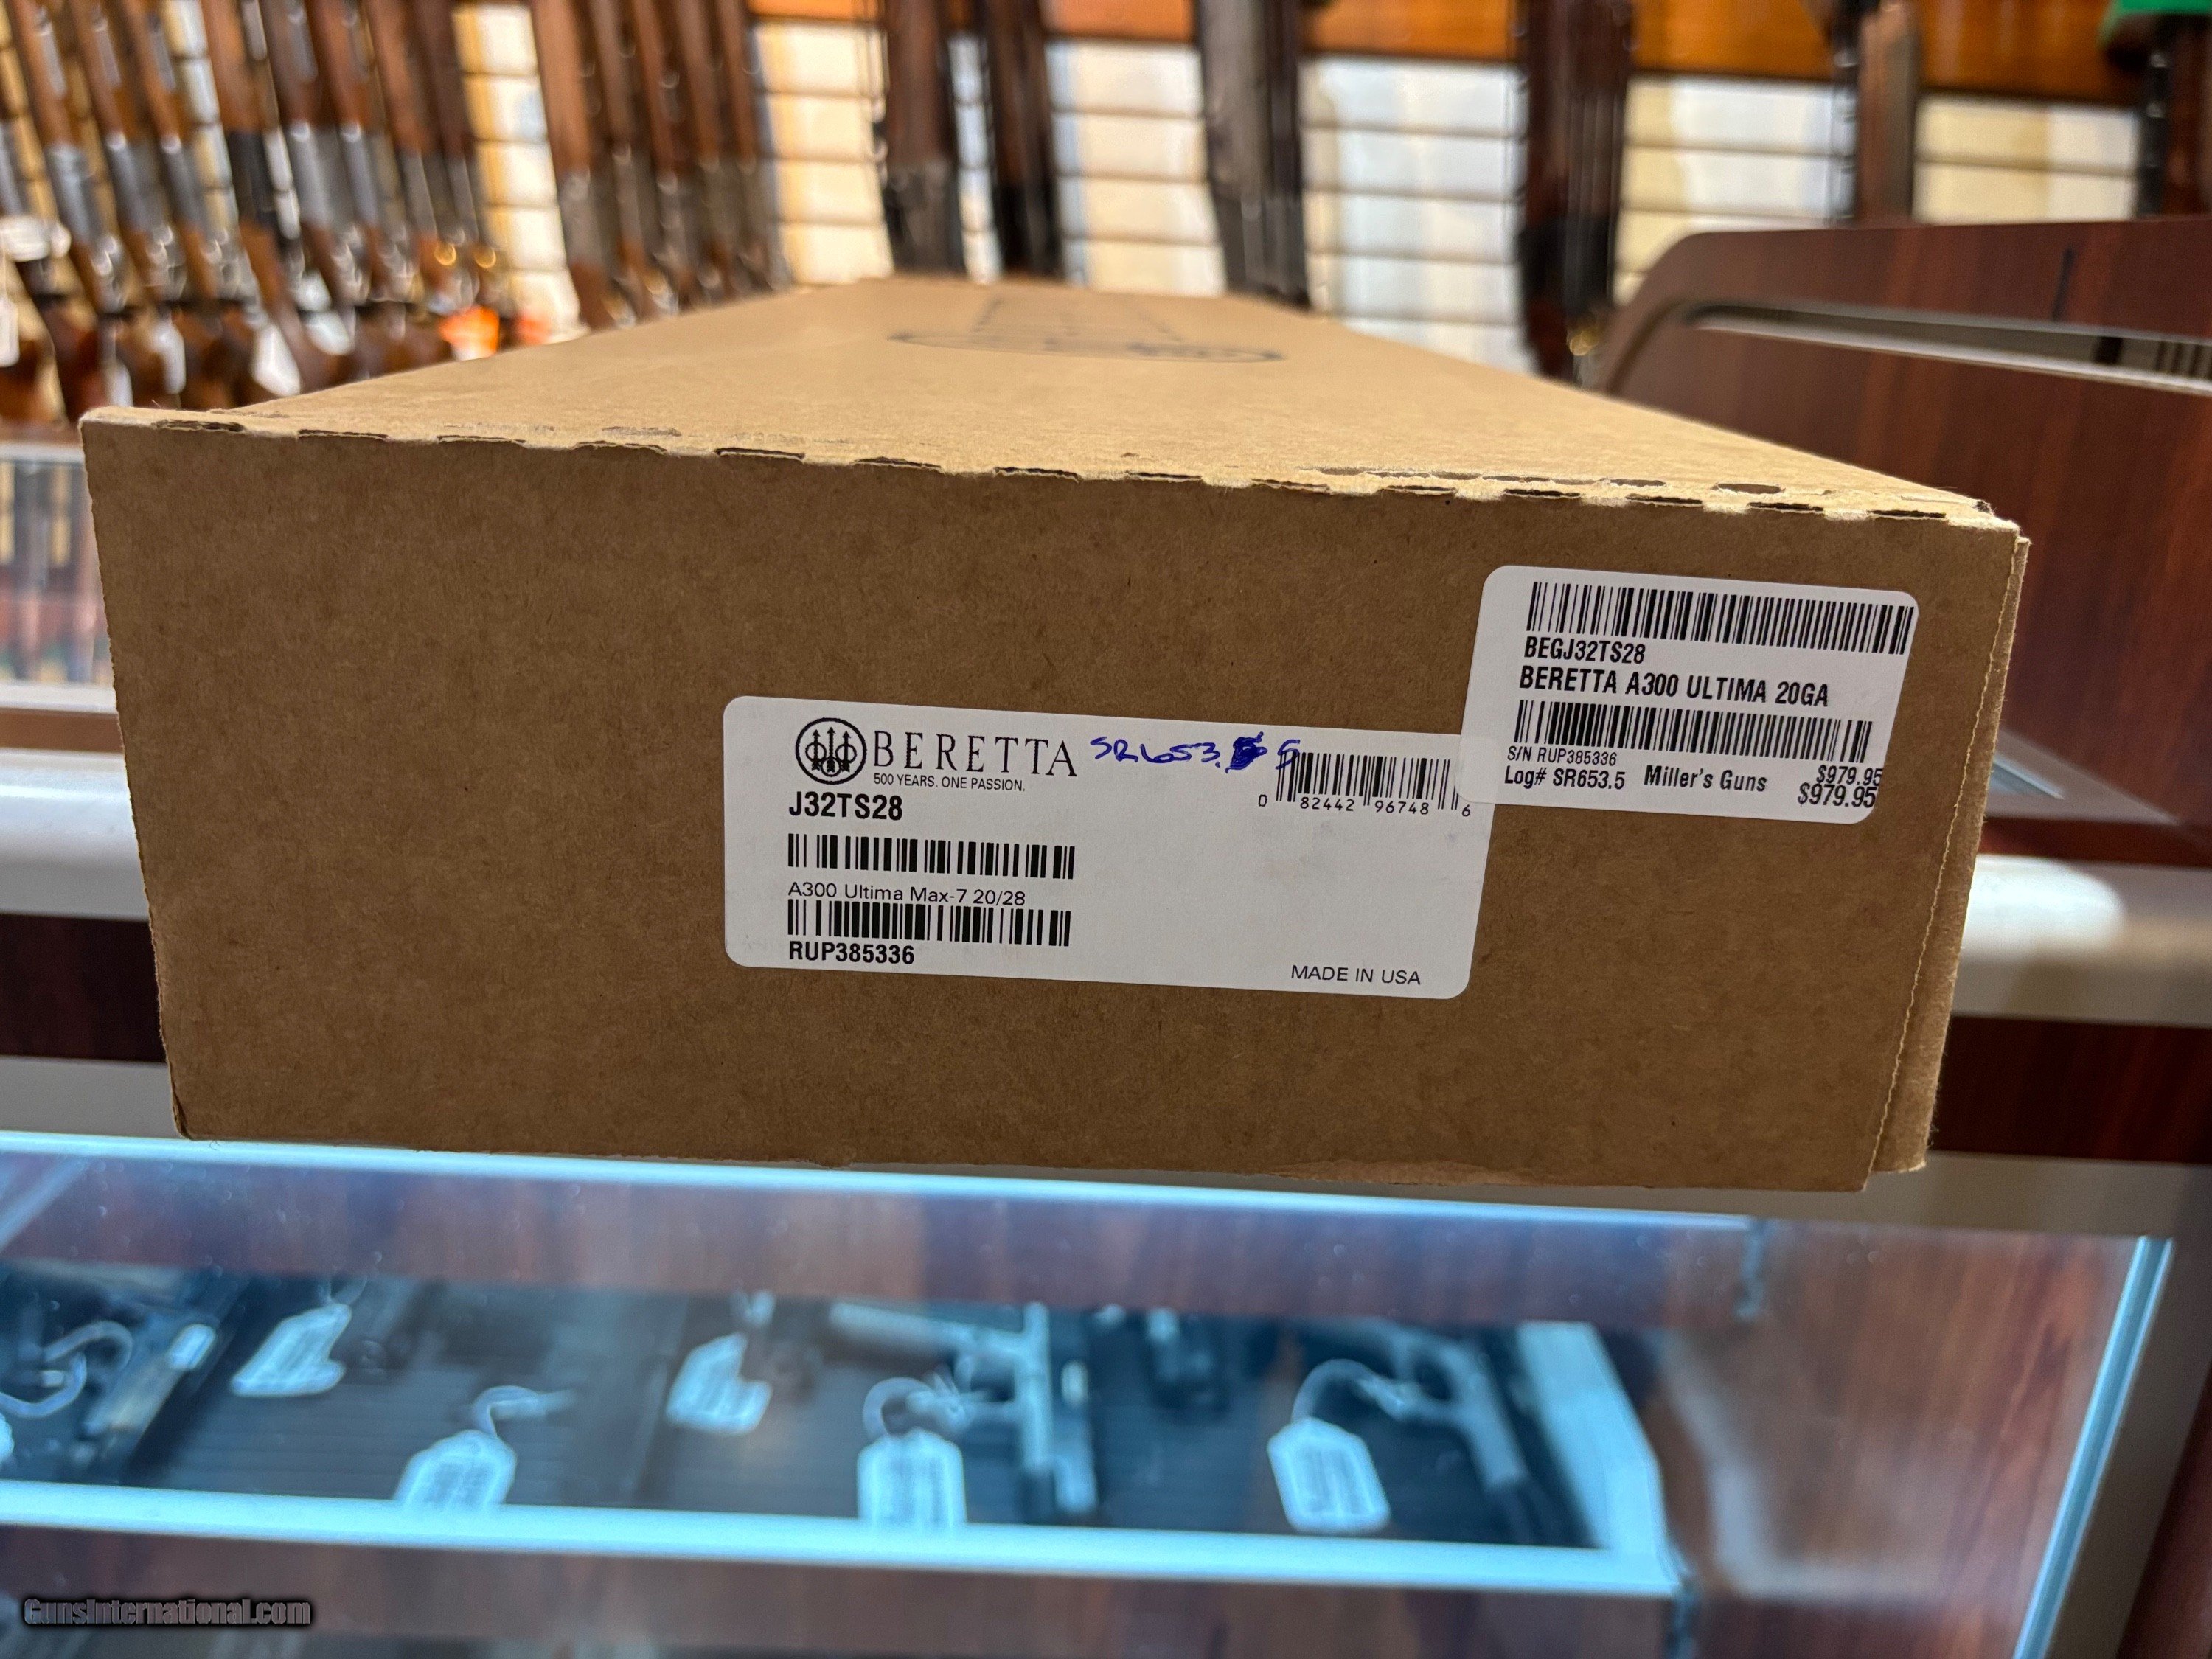 BERETTA
500 YEARS. ONE PASSION.
SR653.5
J32TS28
0 82442 96748 6
A300 Ultima Max-7 20/28
RUP385336
MADE IN USA
BEGJ32TS28
BERETTA A300 ULTIMA 20GA
S/N RUP385336
$979.95
Log# SR653.5 Miller's Guns $979.95
GunsInternational.com